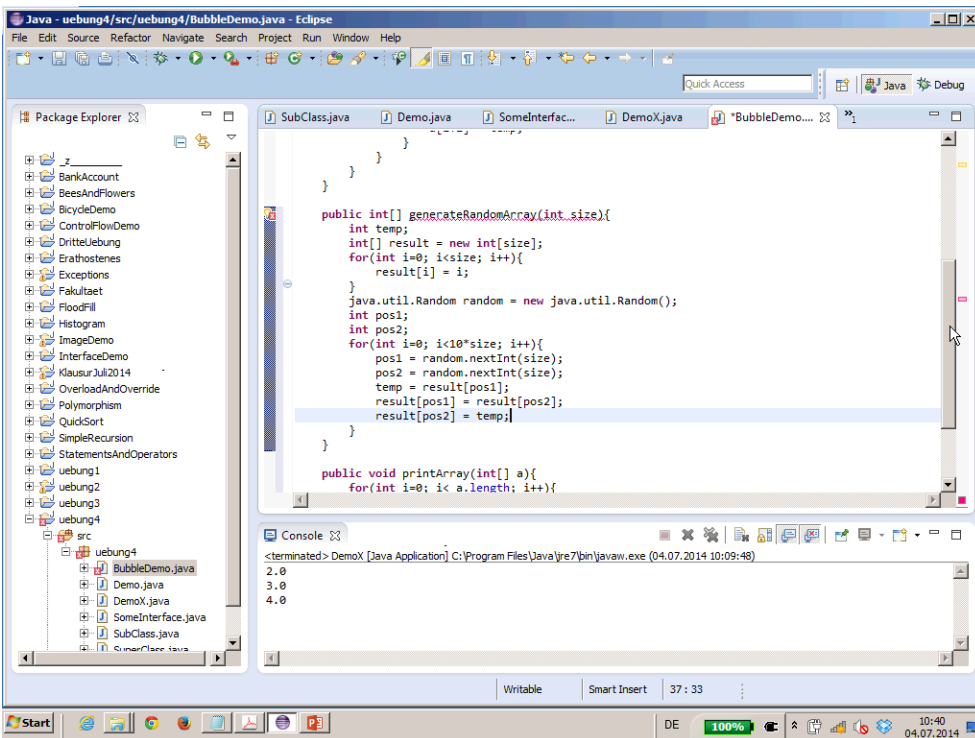 Java - uebung4/src/uebung4/BubbleDemo.java - Eclipse
File Edit Source Refactor Navigate Search Project Run Window Help
Quick Access
Java
Debug
Package Explorer
_z_________
BankAccount
BeesAndFlowers
BicycleDemo
ControlFlowDemo
DritteUebung
Erathostenes
Exceptions
Fakultaet
FloodFill
Histogram
ImageDemo
InterfaceDemo
KlausurJuli2014
OverloadAndOverride
Polymorphism
QuickSort
SimpleRecursion
StatementsAndOperators
uebung1
uebung2
uebung3
uebung4
src
uebung4
BubbleDemo.java
Demo.java
DemoX.java
SomeInterface.java
SubClass.java
SuperClass.java
SubClass.java Demo.java SomeInterfac... DemoX.java *BubbleDemo.... »1
}
}
}
}
public int[] generateRandomArray(int size){
int temp;
int[] result = new int[size];
for(int i=0; i<size; i++){
result[i] = i;
}
java.util.Random random = new java.util.Random();
int pos1;
int pos2;
for(int i=0; i<10*size; i++){
pos1 = random.nextInt(size);
pos2 = random.nextInt(size);
temp = result[pos1];
result[pos1] = result[pos2];
result[pos2] = temp;
}
}
public void printArray(int[] a){
for(int i=0; i< a.length; i++){
Console
<terminated> DemoX [Java Application] C:\Program Files\Java\jre7\bin\javaw.exe (04.07.2014 10:09:48)
2.0
3.0
4.0
Writable Smart Insert 37 : 33
Start
DE 100% 10:40
04.07.2014